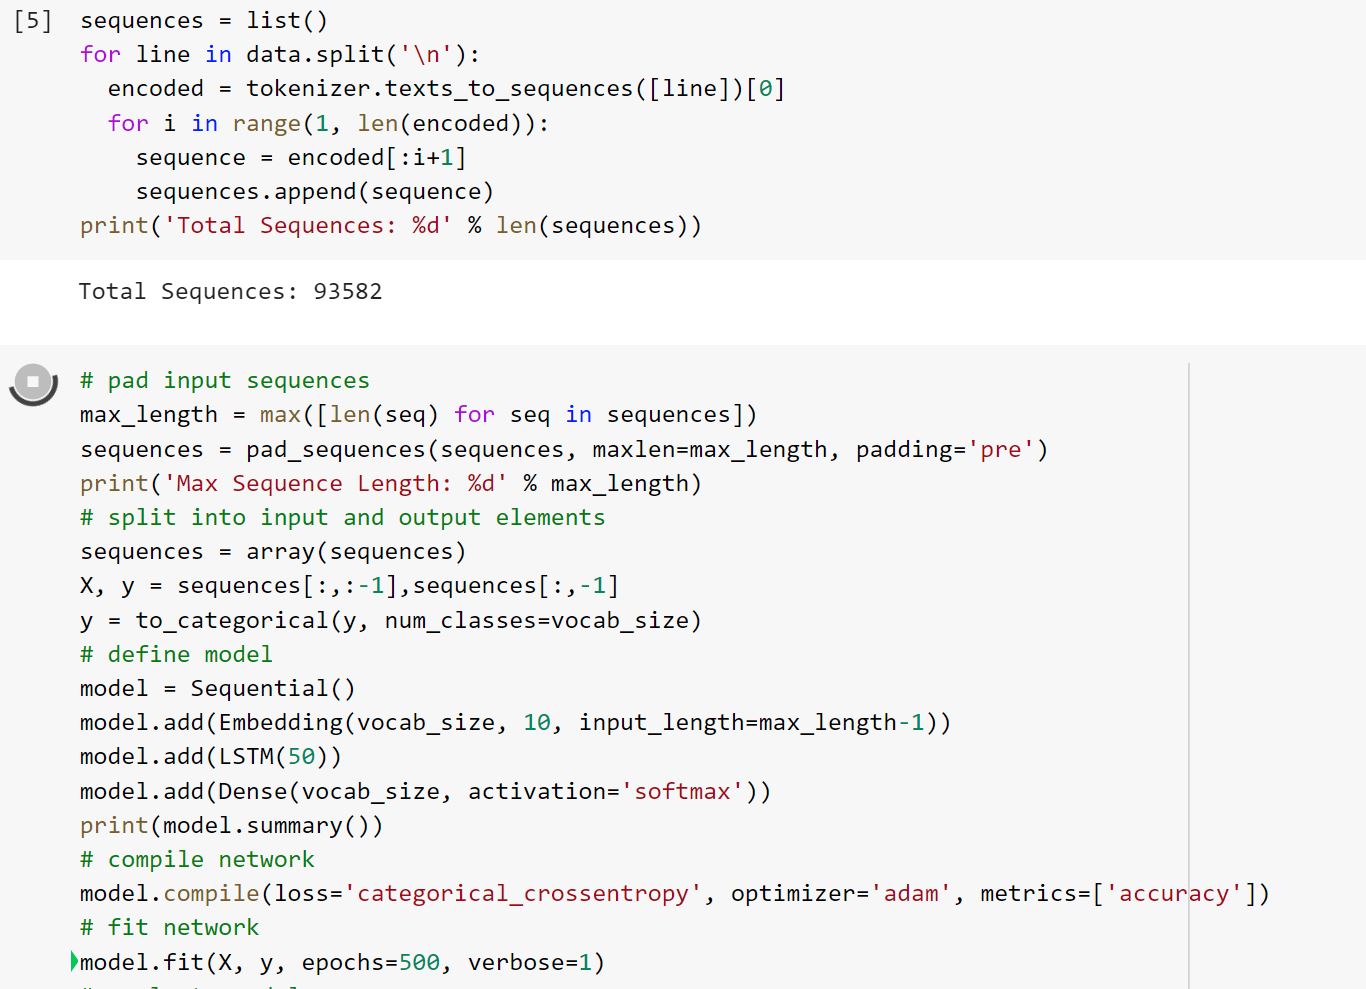 [5] sequences = list()
for line in data.split('\n'):
  encoded = tokenizer.texts_to_sequences([line])[0]
  for i in range(1, len(encoded)):
    sequence = encoded[:i+1]
    sequences.append(sequence)
print('Total Sequences: %d' % len(sequences))
Total Sequences: 93582
# pad input sequences
max_length = max([len(seq) for seq in sequences])
sequences = pad_sequences(sequences, maxlen=max_length, padding='pre')
print('Max Sequence Length: %d' % max_length)
# split into input and output elements
sequences = array(sequences)
X, y = sequences[:,:-1],sequences[:,-1]
y = to_categorical(y, num_classes=vocab_size)
# define model
model = Sequential()
model.add(Embedding(vocab_size, 10, input_length=max_length-1))
model.add(LSTM(50))
model.add(Dense(vocab_size, activation='softmax'))
print(model.summary())
# compile network
model.compile(loss='categorical_crossentropy', optimizer='adam', metrics=['accuracy'])
# fit network
model.fit(X, y, epochs=500, verbose=1)